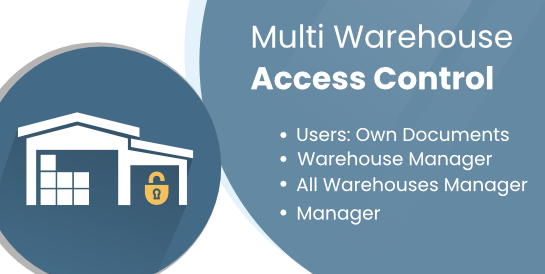 Multi Warehouse
Access Control
• Users: Own Documents
• Warehouse Manager
• All Warehouses Manager
• Manager